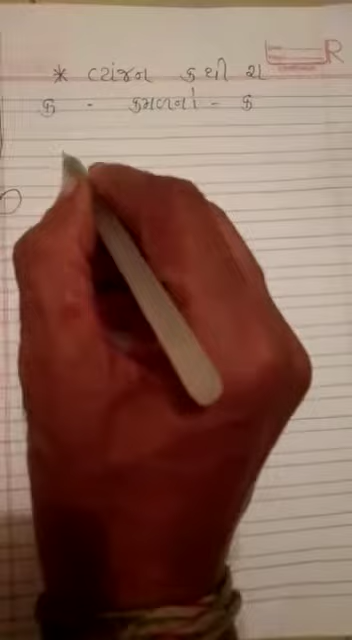 * વ્યંજન ક થી જ્ઞ R
ક - કમળનો - ક